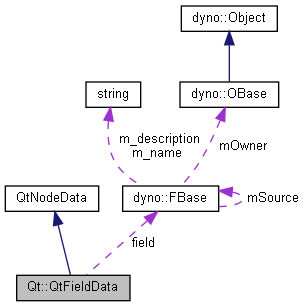 dyno::Object
string
dyno::OBase
m_description
m_name
mOwner
QtNodeData
dyno::FBase
mSource
field
Qt::QtFieldData